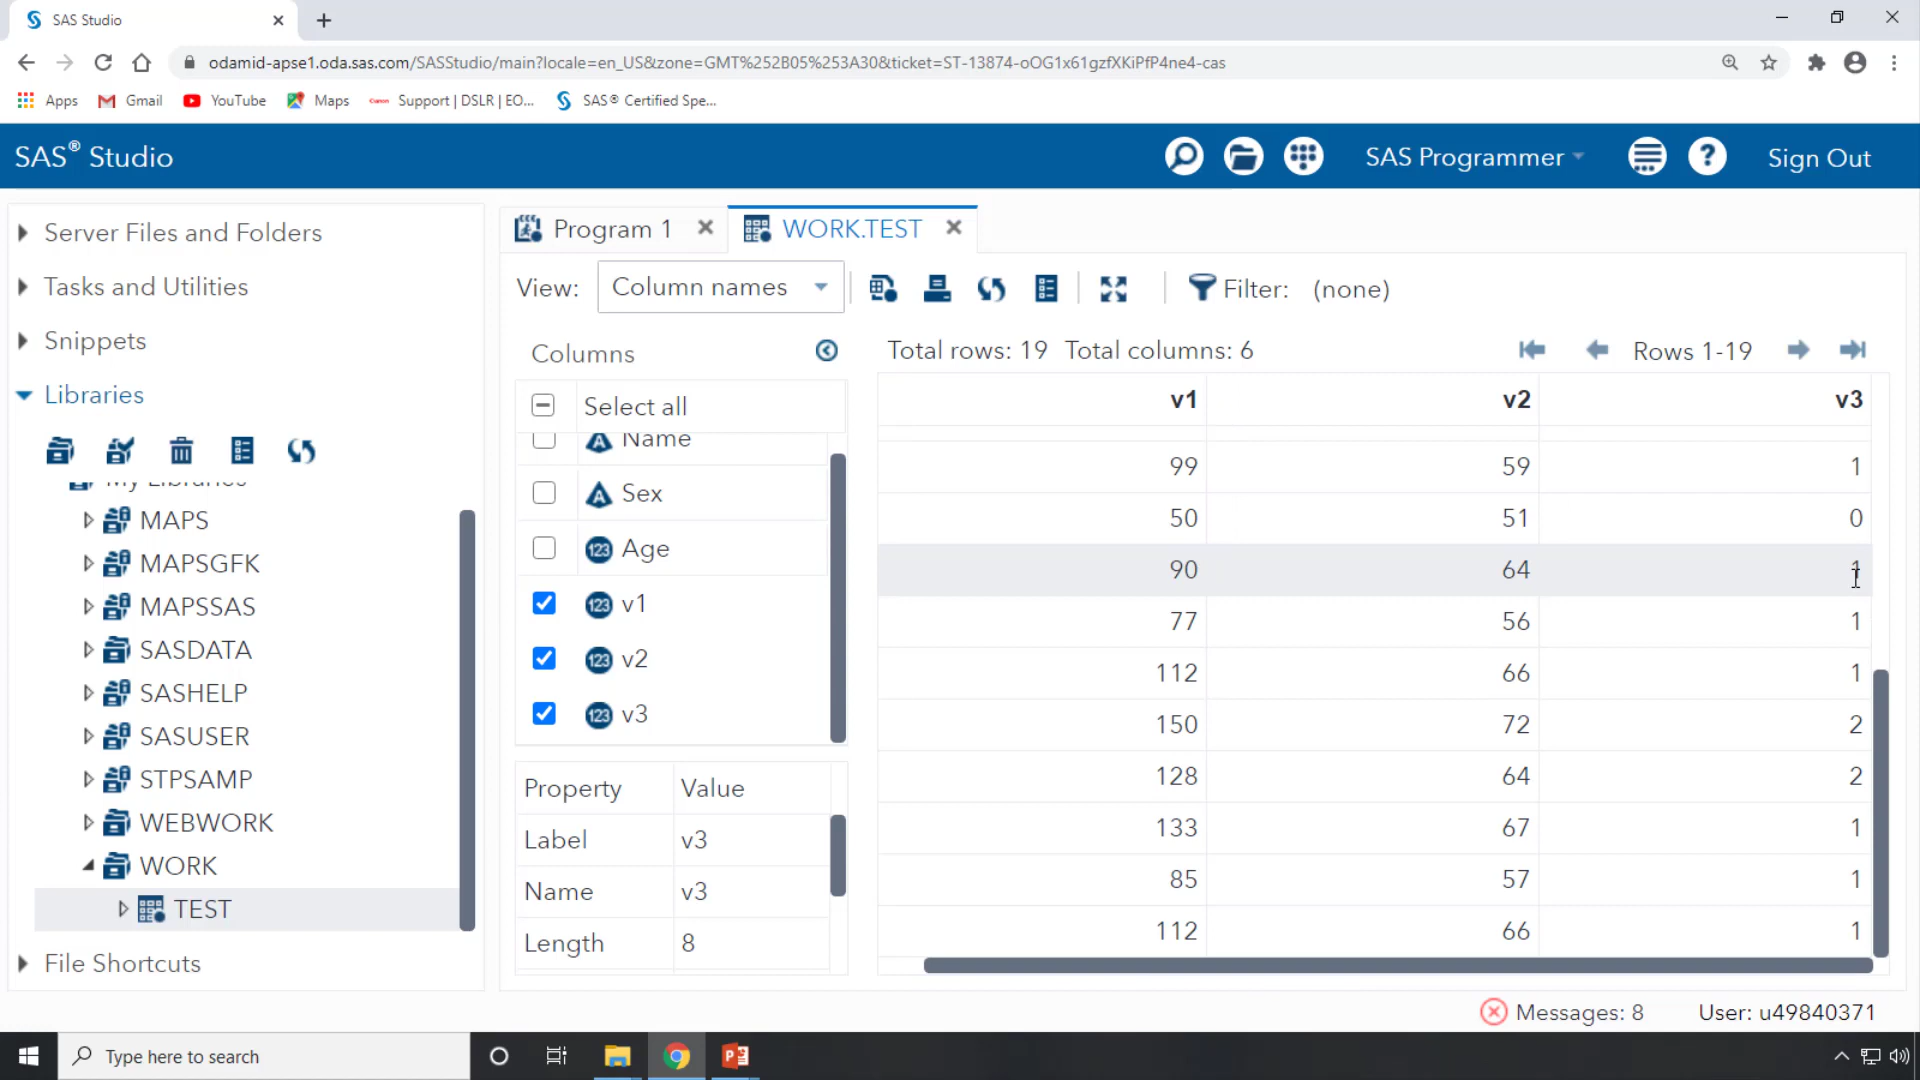 SAS Studio
odamid-apse1.oda.sas.com/SASStudio/main?locale=en_US&zone=GMT%252B05%253A30&ticket=ST-13874-oOG1x61gzfXKiPfP4ne4-cas
Apps Gmail YouTube Maps Canon Support | DSLR | EO... SAS® Certified Spe...
SAS® Studio SAS Programmer ? Sign Out
Server Files and Folders
Tasks and Utilities
Snippets
Libraries
My Libraries
MAPS
MAPSGFK
MAPSSAS
SASDATA
SASHELP
SASUSER
STPSAMP
WEBWORK
WORK
TEST
File Shortcuts
Program 1 WORK.TEST
View: Column names Filter: (none)
Columns
Select all
Name
Sex
Age
v1
v2
v3
Property Value
Label v3
Name v3
Length 8
Total rows: 19 Total columns: 6 Rows 1-19
v1 v2 v3
99 59 1
50 51 0
90 64 1
77 56 1
112 66 1
150 72 2
128 64 2
133 67 1
85 57 1
112 66 1
Messages: 8 User: u49840371
Type here to search